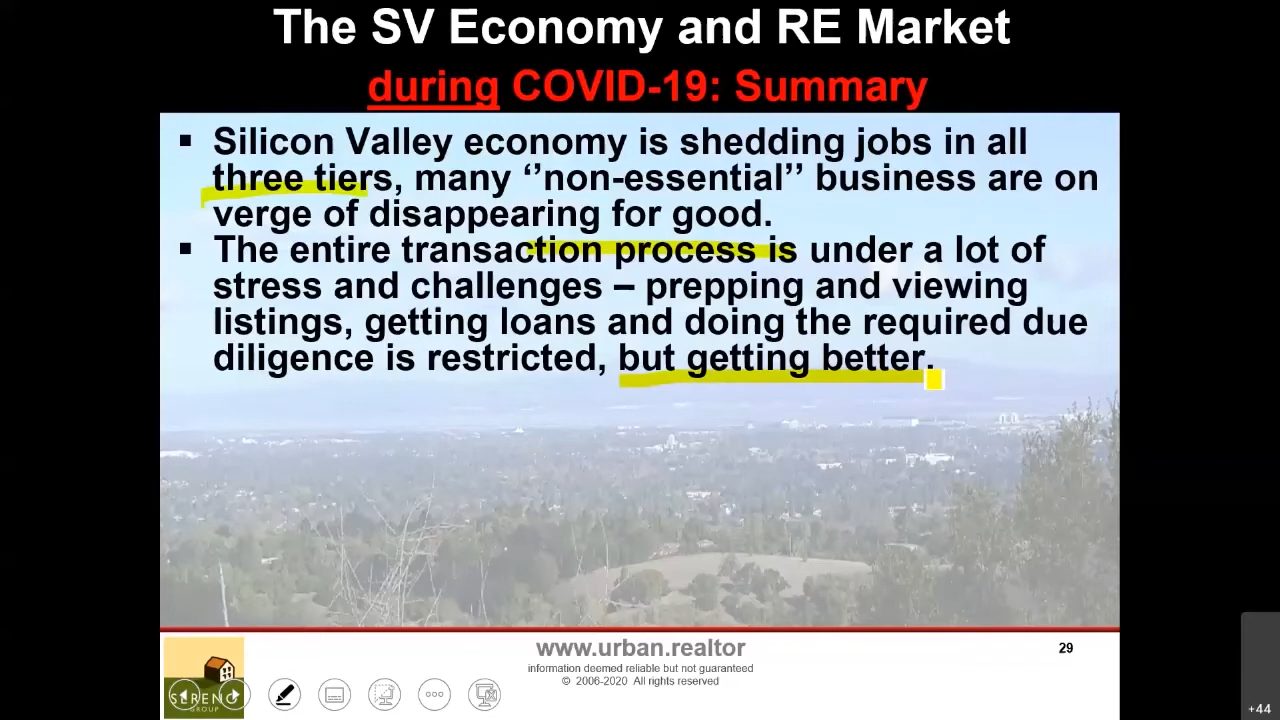 The SV Economy and RE Market
during COVID-19: Summary
▪ Silicon Valley economy is shedding jobs in all
three tiers, many ‘’non-essential’’ business are on
verge of disappearing for good.
▪ The entire transaction process is under a lot of
stress and challenges – prepping and viewing
listings, getting loans and doing the required due
diligence is restricted, but getting better.
www.urban.realtor
29
information deemed reliable but not guaranteed
© 2006-2020 All rights reserved
SERENO
GROUP
+44